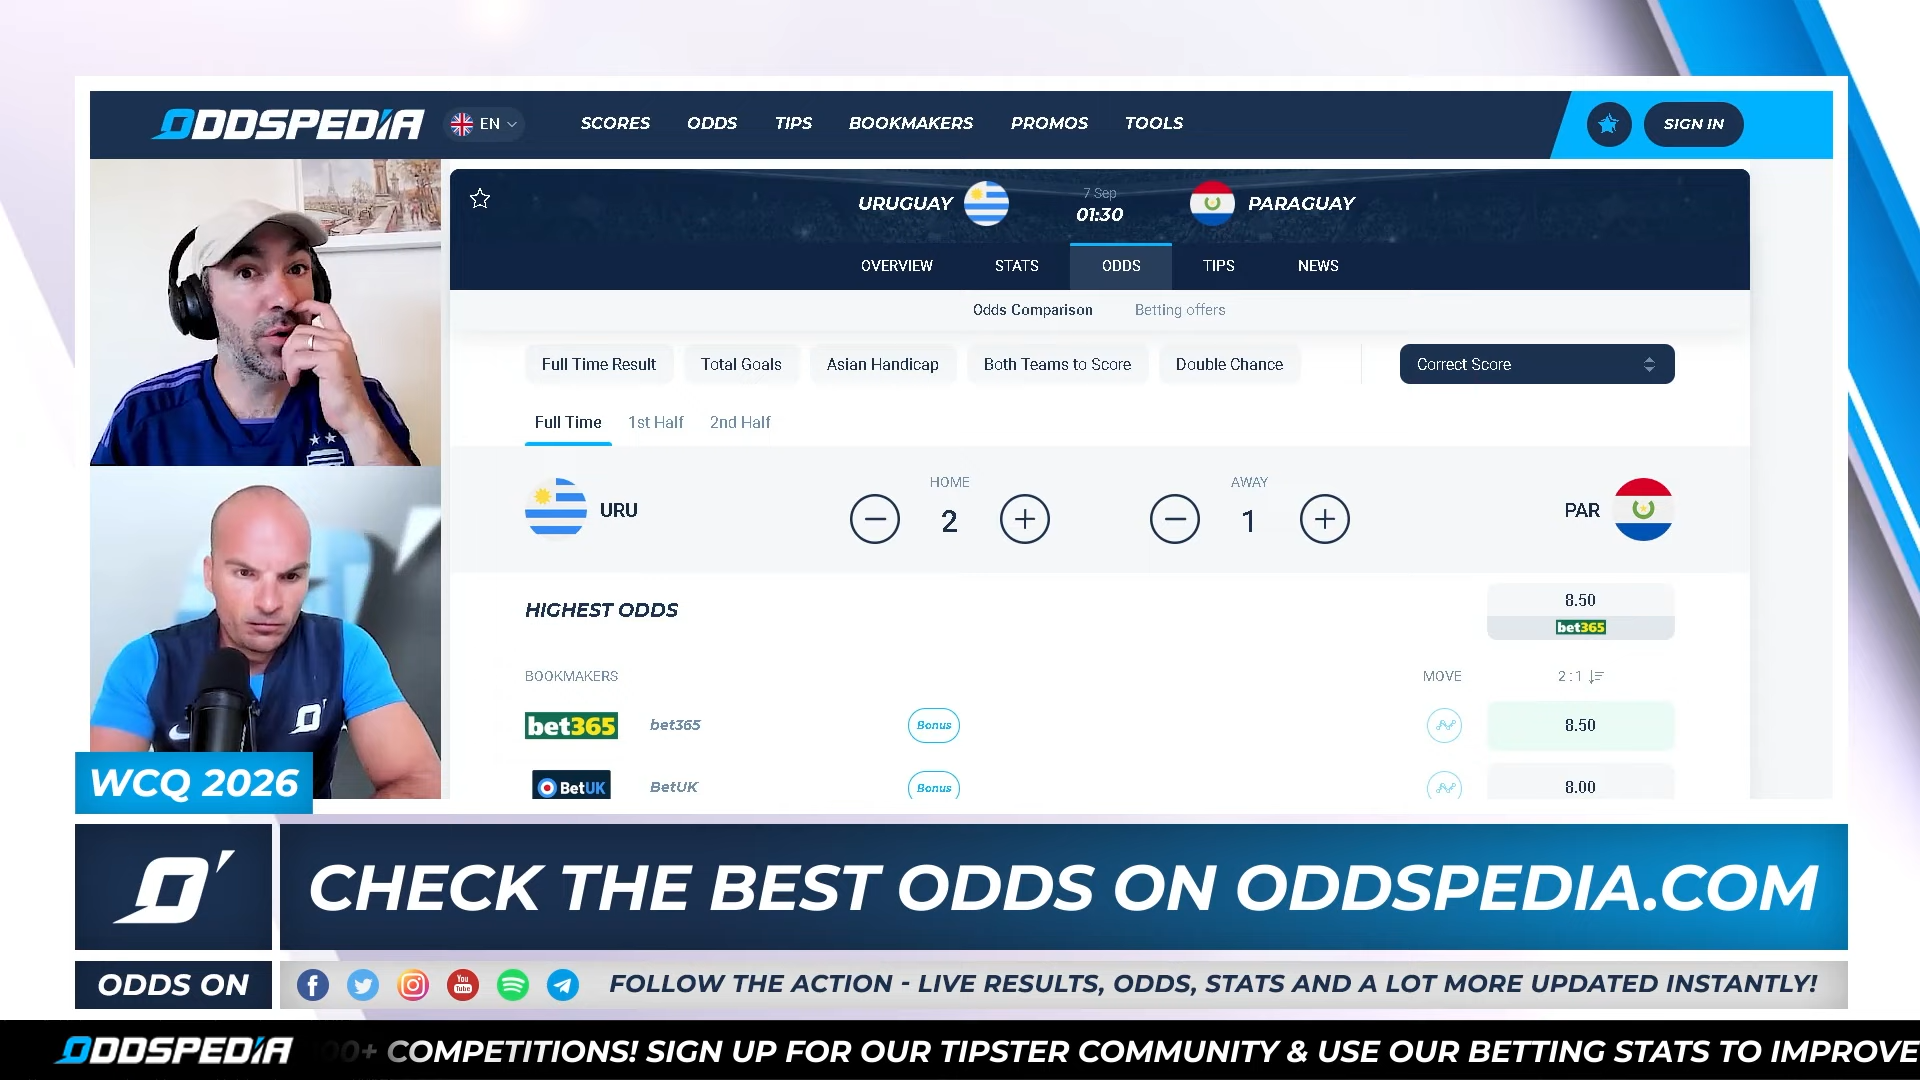 ODDSPEDIA
EN
SCORES
ODDS
TIPS
BOOKMAKERS
PROMOS
TOOLS
SIGN IN
URUGUAY
7 Sep
01:30
PARAGUAY
OVERVIEW
STATS
ODDS
TIPS
NEWS
Odds Comparison
Betting offers
Full Time Result
Total Goals
Asian Handicap
Both Teams to Score
Double Chance
Correct Score
Full Time
1st Half
2nd Half
URU
HOME
2
AWAY
1
PAR
HIGHEST ODDS
8.50
bet365
BOOKMAKERS
MOVE
2 : 1
bet365
bet365
Bonus
8.50
BetUK
BetUK
Bonus
8.00
WCQ 2026
CHECK THE BEST ODDS ON ODDSPEDIA.COM
ODDS ON
You Tube
FOLLOW THE ACTION - LIVE RESULTS, ODDS, STATS AND A LOT MORE UPDATED INSTANTLY!
ODDSPEDIA
COMPETITIONS! SIGN UP FOR OUR TIPSTER COMMUNITY & USE OUR BETTING STATS TO IMPROVE